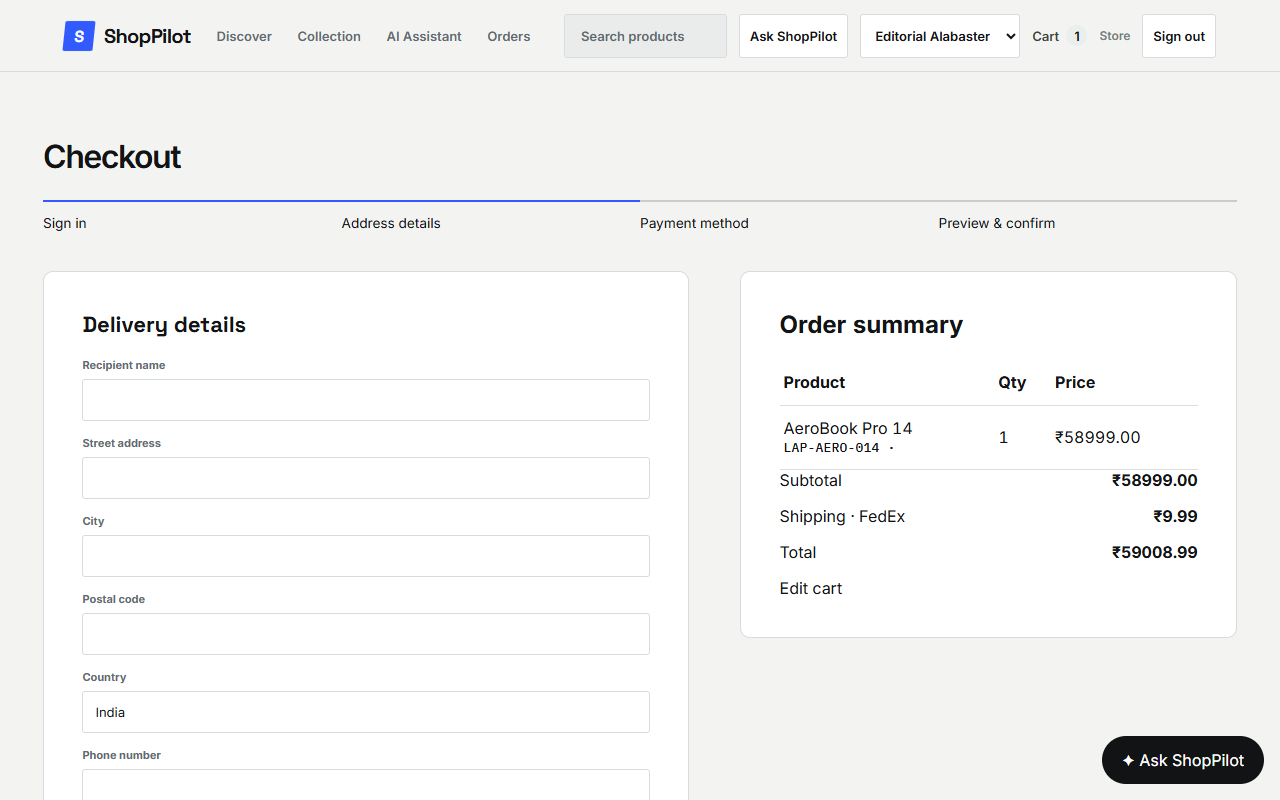 S ShopPilot Discover Collection AI Assistant Orders Search products Ask ShopPilot Editorial Alabaster Cart 1 Store Sign out
Checkout
Sign in Address details Payment method Preview & confirm
Delivery details
Recipient name
Street address
City
Postal code
Country
India
Phone number
Order summary
Product Qty Price
AeroBook Pro 14 1 ₹58999.00
LAP-AERO-014 ·
Subtotal ₹58999.00
Shipping · FedEx ₹9.99
Total ₹59008.99
Edit cart
✦ Ask ShopPilot